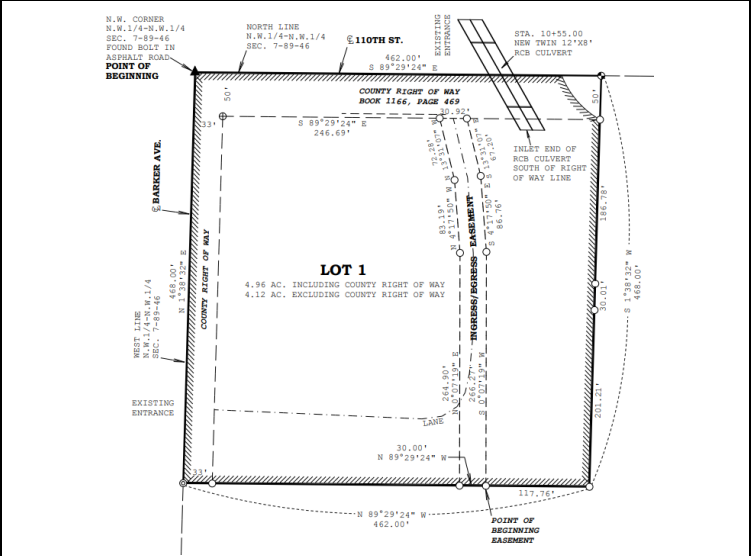 N.W. CORNER
N.W.1/4-N.W.1/4
SEC. 7-89-46
FOUND BOLT IN
ASPHALT ROAD
POINT OF
BEGINNING
NORTH LINE
N.W.1/4-N.W.1/4
SEC. 7-89-46
℄ 110TH ST.
462.00'
S 89°29'24" E
EXISTING
ENTRANCE
STA. 10+55.00
NEW TWIN 12'X8'
RCB CULVERT
COUNTY RIGHT OF WAY
BOOK 1166, PAGE 469
50'
33'
S 89°29'24" E
246.69'
30.92'
50'
INLET END OF
RCB CULVERT
SOUTH OF RIGHT
OF WAY LINE
72.28'
S 13°31'07"
S 13°31'07" E
67.20'
83.19'
N 4°17'50" W
S 4°17'50" E
86.76'
INGRESS/EGRESS EASEMENT
186.78'
30.01'
201.21'
S 1°38'32" W
468.00'
℄ BARKER AVE.
N 1°38'32" E
468.00'
COUNTY RIGHT OF WAY
WEST LINE
N.W.1/4-N.W.1/4
SEC. 7-89-46
LOT 1
4.96 AC. INCLUDING COUNTY RIGHT OF WAY
4.12 AC. EXCLUDING COUNTY RIGHT OF WAY
EXISTING
ENTRANCE
264.90'
N 0°07'19" E
266.27'
S 0°07'19" W
LANE
30.00'
N 89°29'24" W
33'
117.76'
N 89°29'24" W
462.00'
POINT OF
BEGINNING
EASEMENT